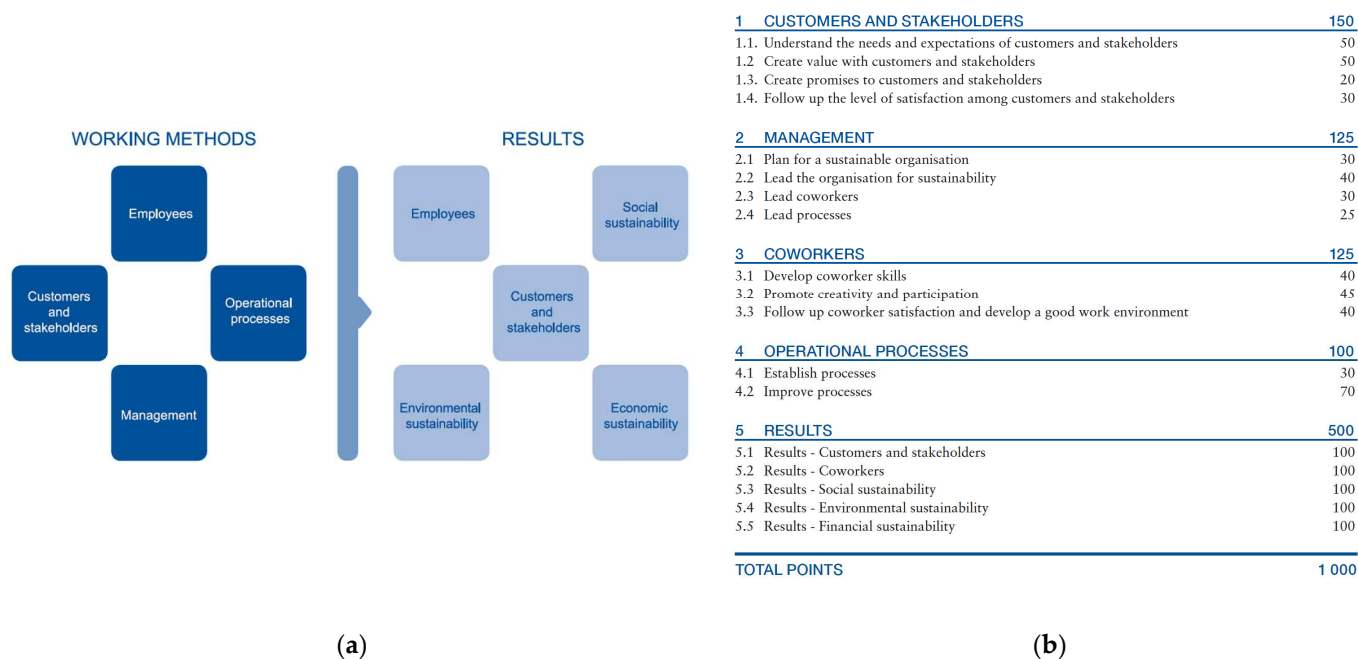 WORKING METHODS
Employees
Customers
and
stakeholders
Operational
processes
Management
RESULTS
Employees
Social
sustainability
Customers
and
stakeholders
Environmental
sustainability
Economic
sustainability
(a)
1 CUSTOMERS AND STAKEHOLDERS 150
1.1. Understand the needs and expectations of customers and stakeholders 50
1.2 Create value with customers and stakeholders 50
1.3. Create promises to customers and stakeholders 20
1.4. Follow up the level of satisfaction among customers and stakeholders 30
2 MANAGEMENT 125
2.1 Plan for a sustainable organisation 30
2.2 Lead the organisation for sustainability 40
2.3 Lead coworkers 30
2.4 Lead processes 25
3 COWORKERS 125
3.1 Develop coworker skills 40
3.2 Promote creativity and participation 45
3.3 Follow up coworker satisfaction and develop a good work environment 40
4 OPERATIONAL PROCESSES 100
4.1 Establish processes 30
4.2 Improve processes 70
5 RESULTS 500
5.1 Results - Customers and stakeholders 100
5.2 Results - Coworkers 100
5.3 Results - Social sustainability 100
5.4 Results - Environmental sustainability 100
5.5 Results - Financial sustainability 100
TOTAL POINTS 1 000
(b)